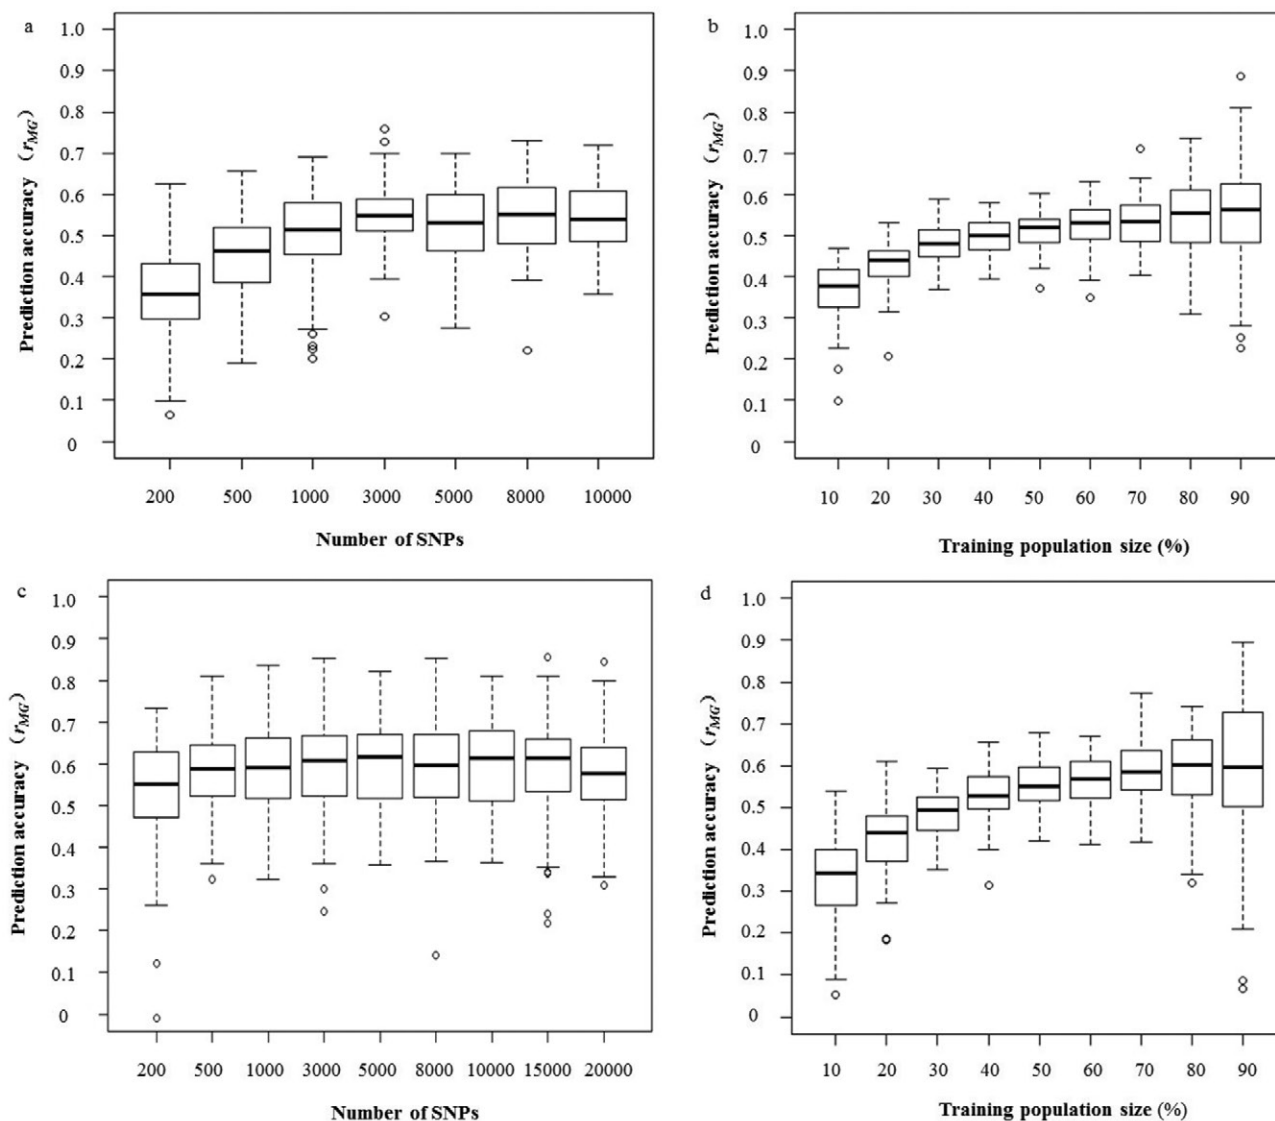 a
Prediction accuracy (rMG)
1.0
0.9
0.8
0.7
0.6
0.5
0.4
0.3
0.2
0.1
0
200 500 1000 3000 5000 8000 10000
Number of SNPs
b
Prediction accuracy (rMG)
1.0
0.9
0.8
0.7
0.6
0.5
0.4
0.3
0.2
0.1
0
10 20 30 40 50 60 70 80 90
Training population size (%)
c
Prediction accuracy (rMG)
1.0
0.9
0.8
0.7
0.6
0.5
0.4
0.3
0.2
0.1
0
200 500 1000 3000 5000 8000 10000 15000 20000
Number of SNPs
d
Prediction accuracy (rMG)
1.0
0.9
0.8
0.7
0.6
0.5
0.4
0.3
0.2
0.1
0
10 20 30 40 50 60 70 80 90
Training population size (%)